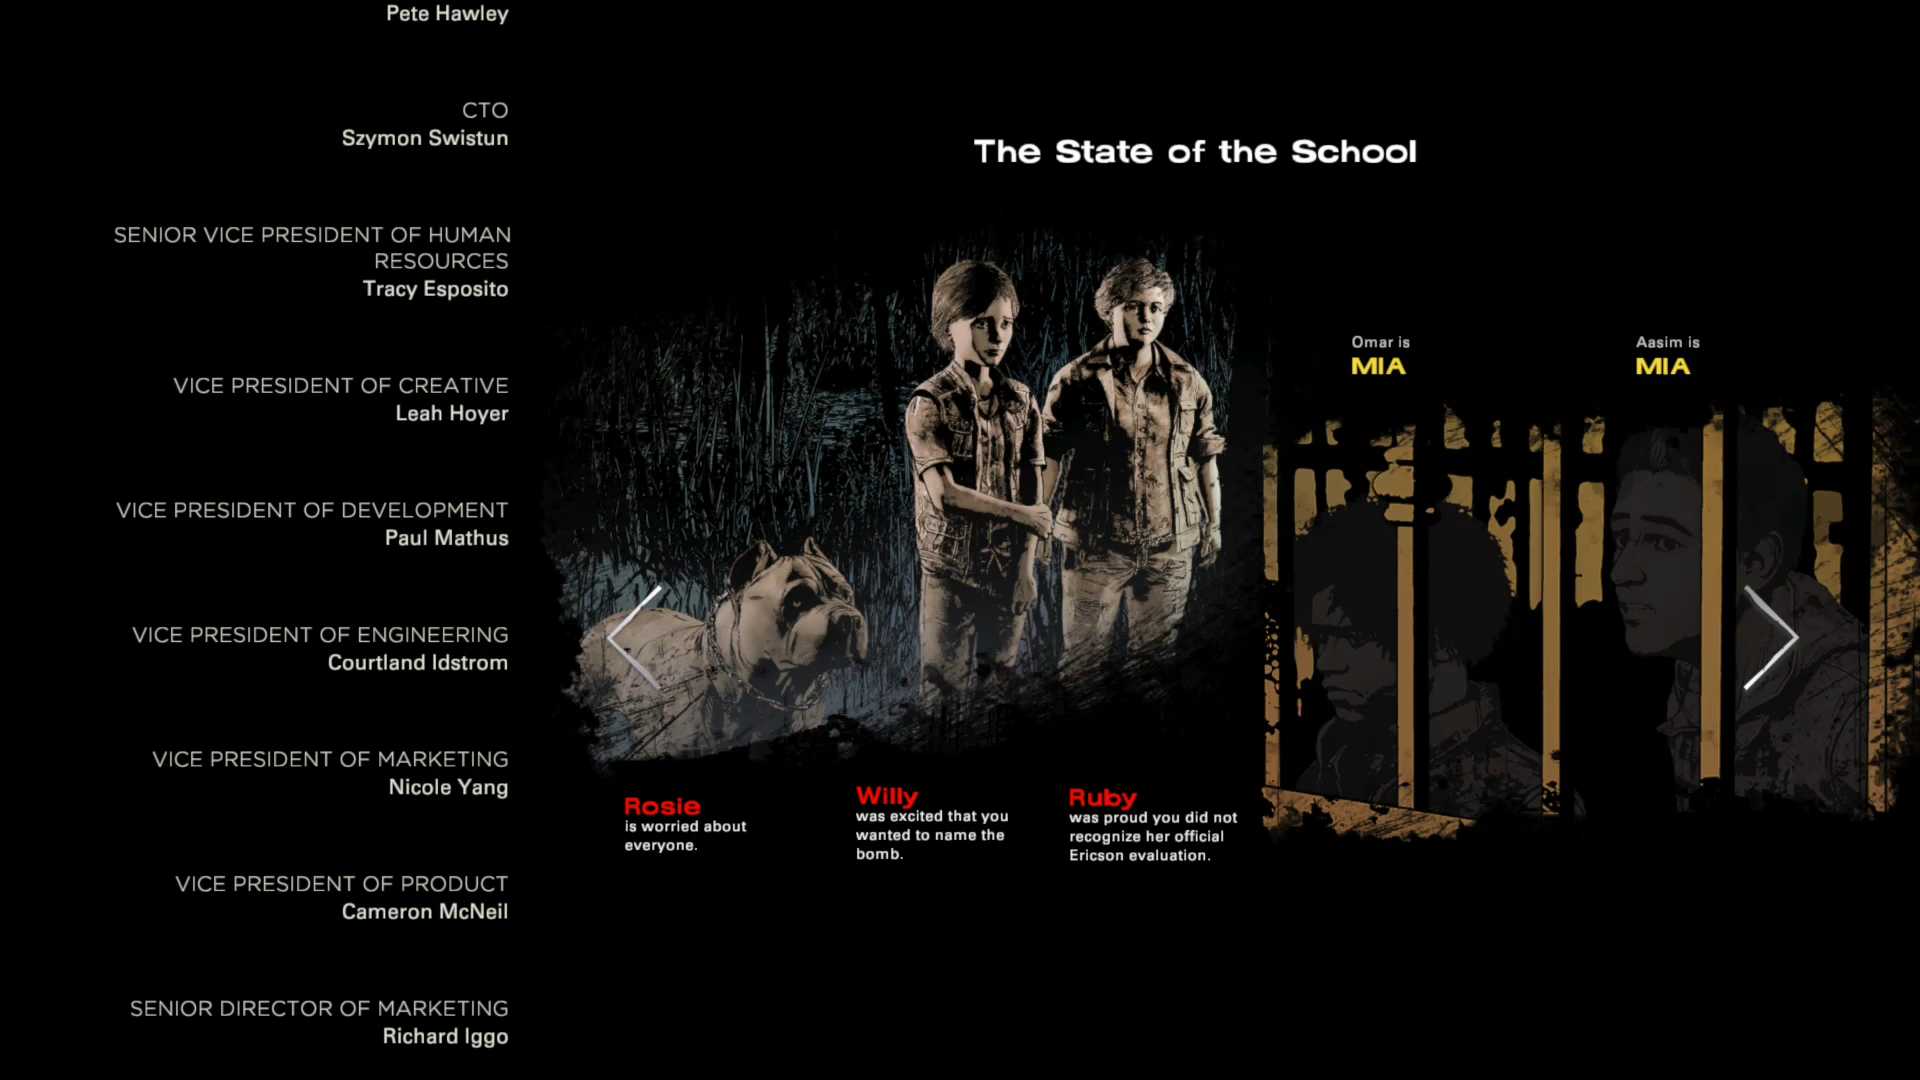 Pete Hawley
CTO
Szymon Swistun
SENIOR VICE PRESIDENT OF HUMAN
RESOURCES
Tracy Esposito
VICE PRESIDENT OF CREATIVE
Leah Hoyer
VICE PRESIDENT OF DEVELOPMENT
Paul Mathus
VICE PRESIDENT OF ENGINEERING
Courtland Idstrom
VICE PRESIDENT OF MARKETING
Nicole Yang
VICE PRESIDENT OF PRODUCT
Cameron McNeil
SENIOR DIRECTOR OF MARKETING
Richard Iggo
The State of the School
Omar is
MIA
Aasim is
MIA
Rosie
is worried about
everyone.
Willy
was excited that you
wanted to name the
bomb.
Ruby
was proud you did not
recognize her official
Ericson evaluation.